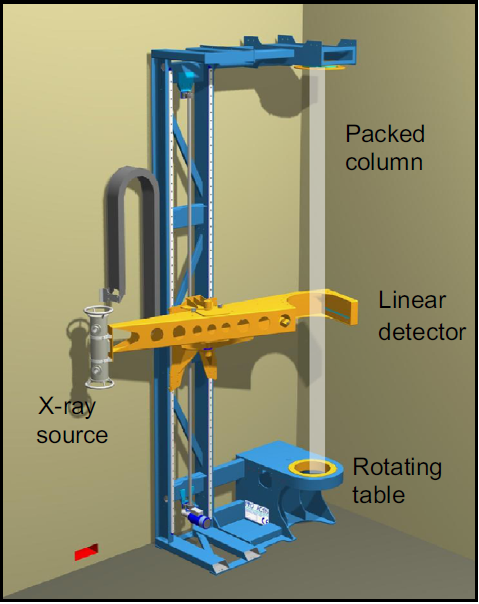 Packed
column
Linear
detector
X-ray
source
Rotating
table